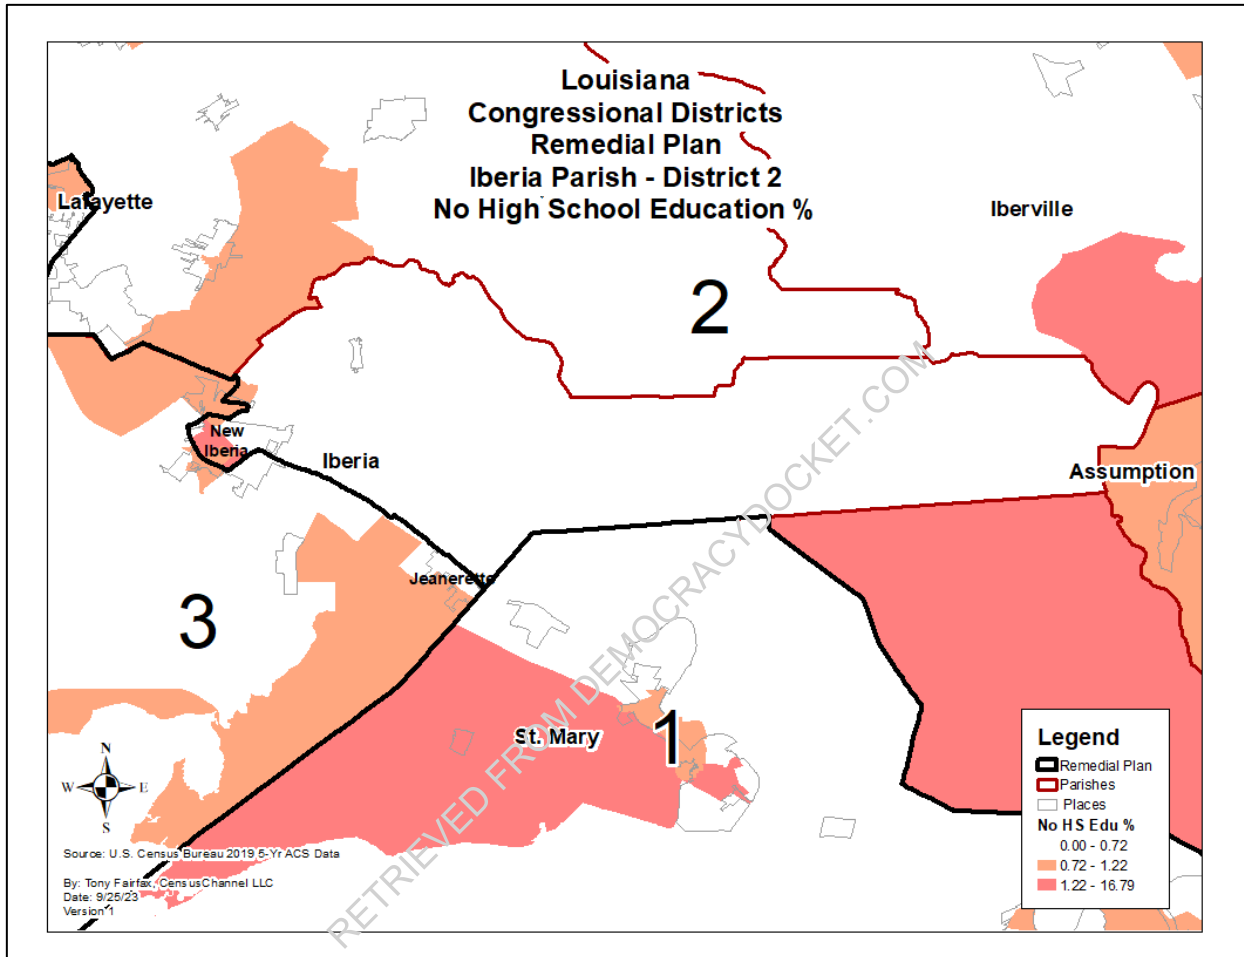 Louisiana
Congressional Districts
Remedial Plan
Iberia Parish - District 2
No High School Education %
Lafayette
Iberville
2
New
Iberia
Iberia
Assumption
Jeanerette
3
St. Mary
1
N
W E
S
Legend
Remedial Plan
Parishes
Places
No HS Edu %
0.00 - 0.72
0.72 - 1.22
1.22 - 16.79
Source: U.S. Census Bureau 2019 5-Yr ACS Data
By: Tony Fairfax, CensusChannel LLC
Date: 9/25/23
Version 1
RETRIEVED FROM DEMOCRACYDOCKET.COM